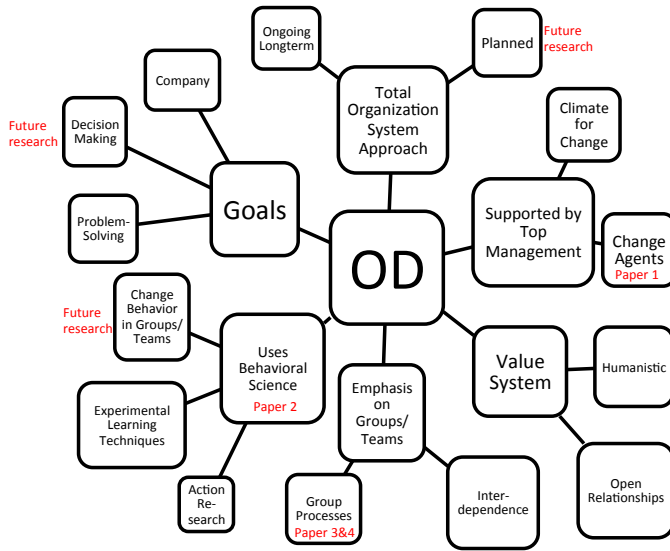 Ongoing
Longterm
Planned
Future
research
Company
Total
Organization
System
Approach
Climate
for
Change
Future
research
Decision
Making
Goals
Problem-
Solving
OD
Supported by
Top
Management
Change
Agents
Paper 1
Future
research
Change
Behavior
in Groups/
Teams
Uses
Behavioral
Science
Paper 2
Emphasis
on
Groups/
Teams
Value
System
Humanistic
Experimental
Learning
Techniques
Action
Re-
search
Group
Processes
Paper 3&4
Inter-
dependence
Open
Relationships